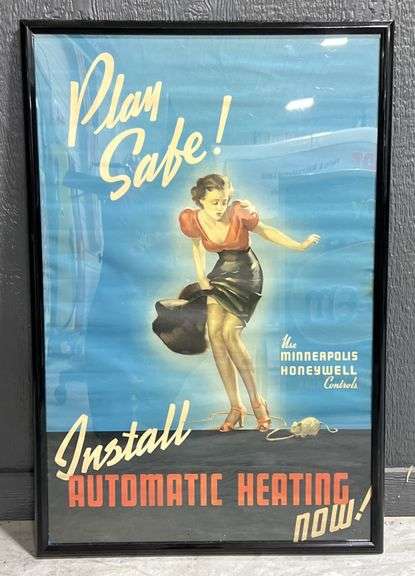 Play
Safe!
Use
MINNEAPOLIS
HONEYWELL
Controls
Install
AUTOMATIC HEATING
NOW!